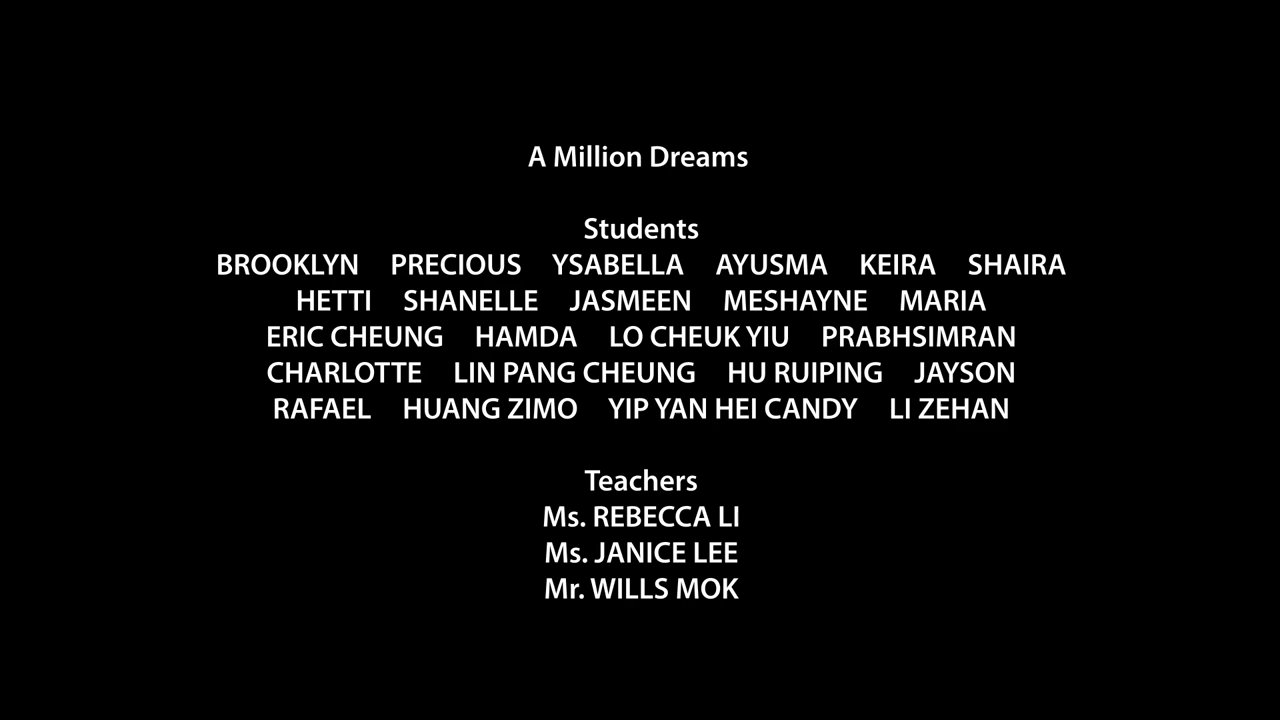 A Million Dreams
Students
BROOKLYN PRECIOUS YSABELLA AYUSMA KEIRA SHAIRA
HETTI SHANELLE JASMEEN MESHAYNE MARIA
ERIC CHEUNG HAMDA LO CHEUK YIU PRABHSIMRAN
CHARLOTTE LIN PANG CHEUNG HU RUIPING JAYSON
RAFAEL HUANG ZIMO YIP YAN HEI CANDY LI ZEHAN
Teachers
Ms. REBECCA LI
Ms. JANICE LEE
Mr. WILLS MOK